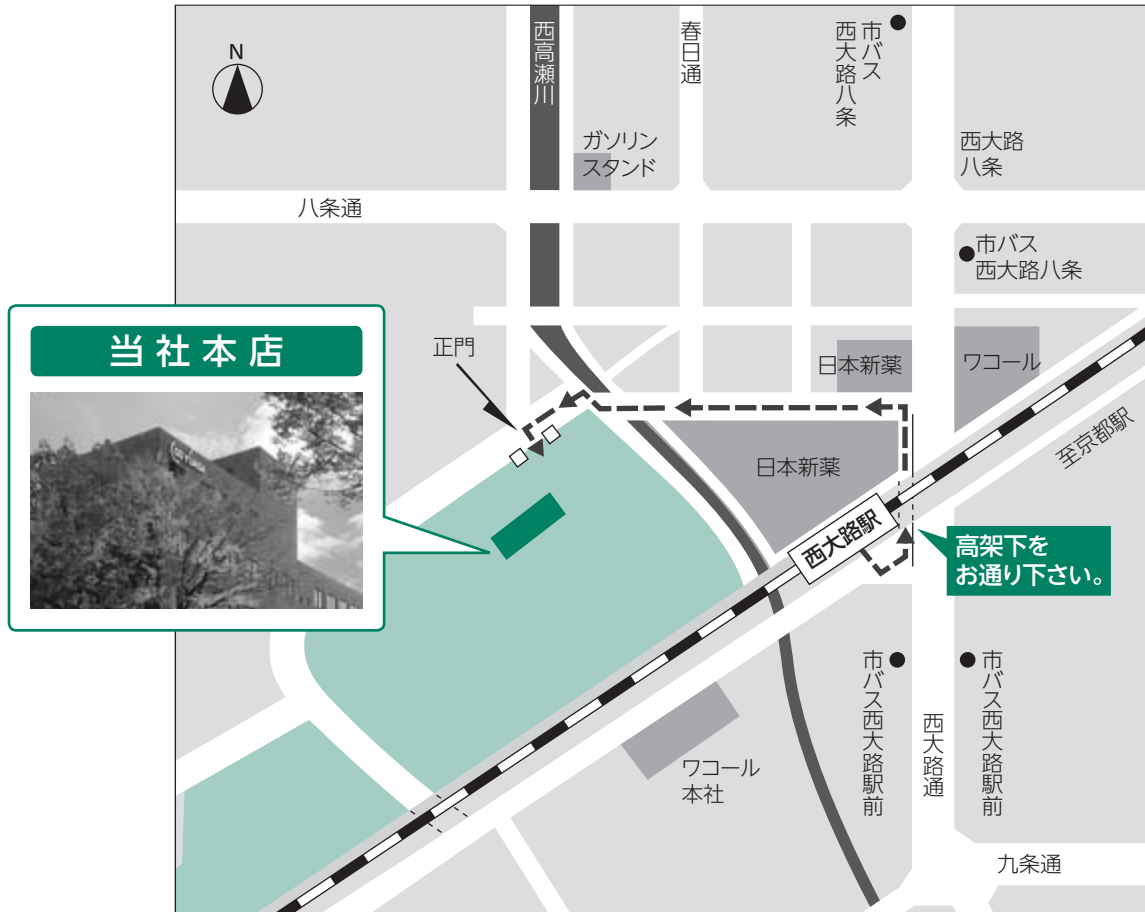 N
西高瀬川
春日通
市バス
西大路八条
ガソリン
スタンド
西大路
八条
八条通
市バス
西大路八条
当社本店
正門
日本新薬
ワコール
至京都駅
日本新薬
西大路駅
高架下を
お通り下さい。
市バス西大路駅前
西大路通
市バス西大路駅前
ワコール
本社
九条通